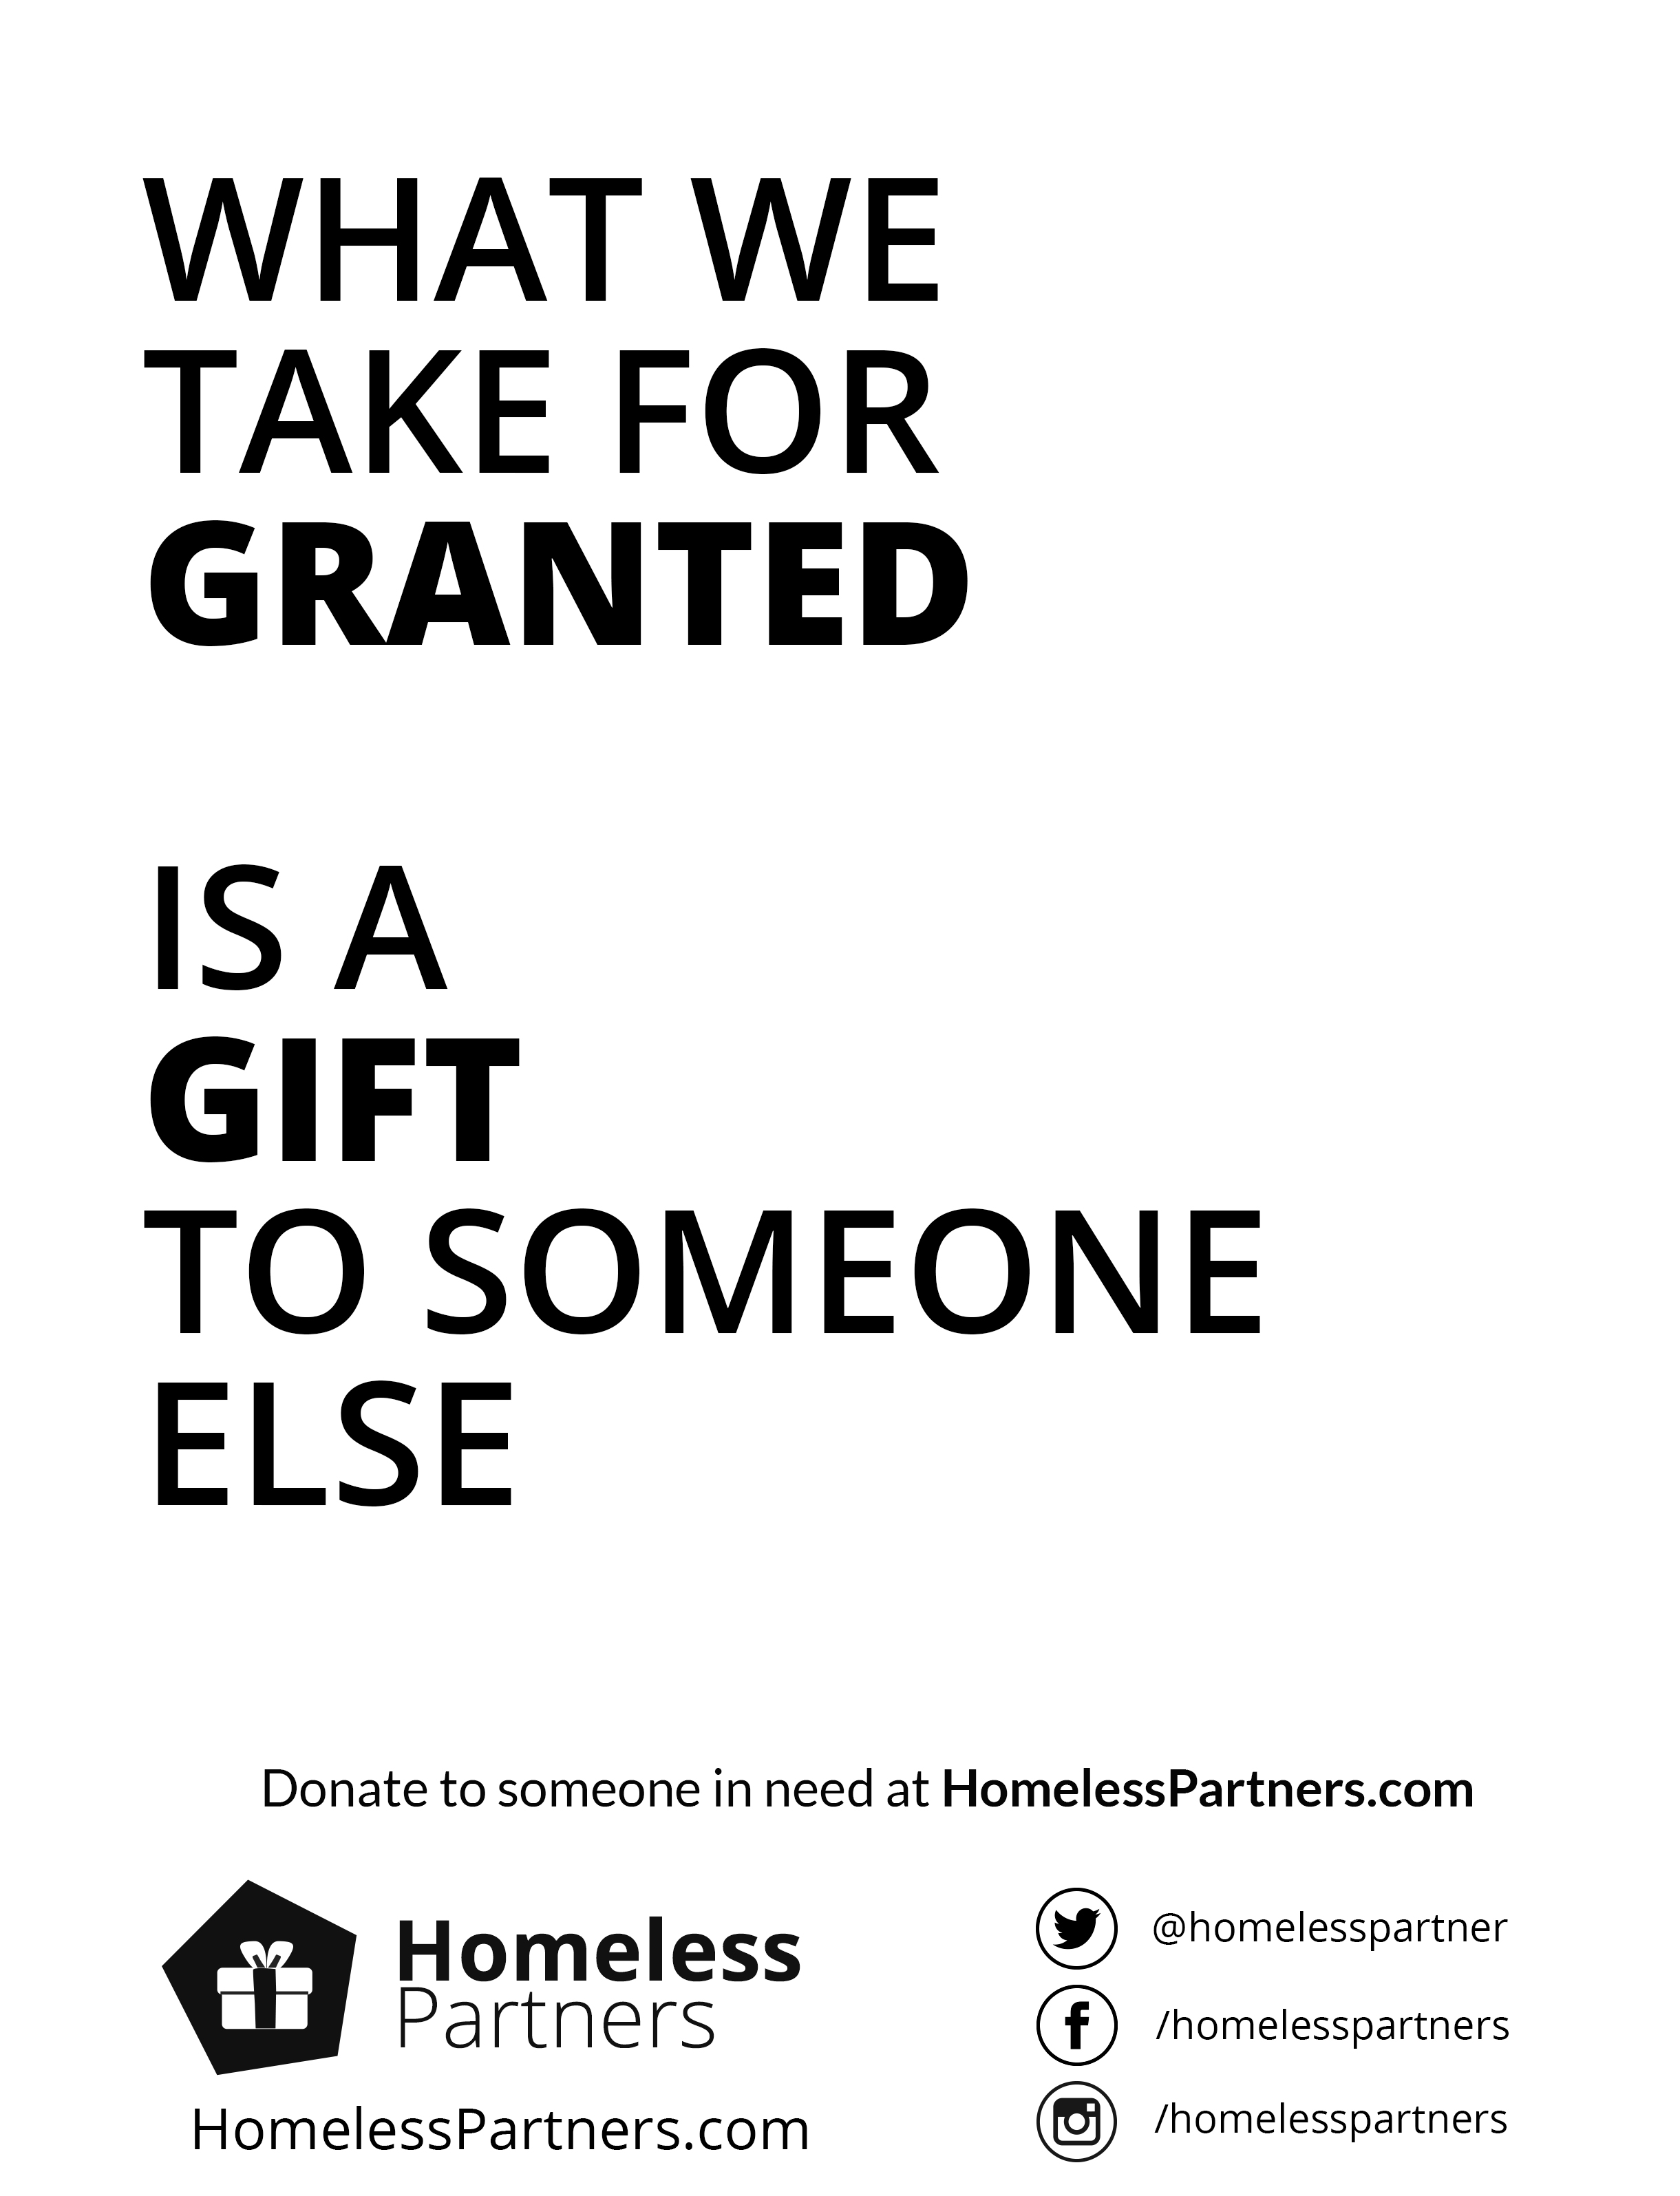 WHAT WE
TAKE FOR
GRANTED
IS A
GIFT
TO SOMEONE
ELSE
Donate to someone in need at HomelessPartners.com
Homeless
Partners
HomelessPartners.com
@homelesspartner
/homelesspartners
/homelesspartners